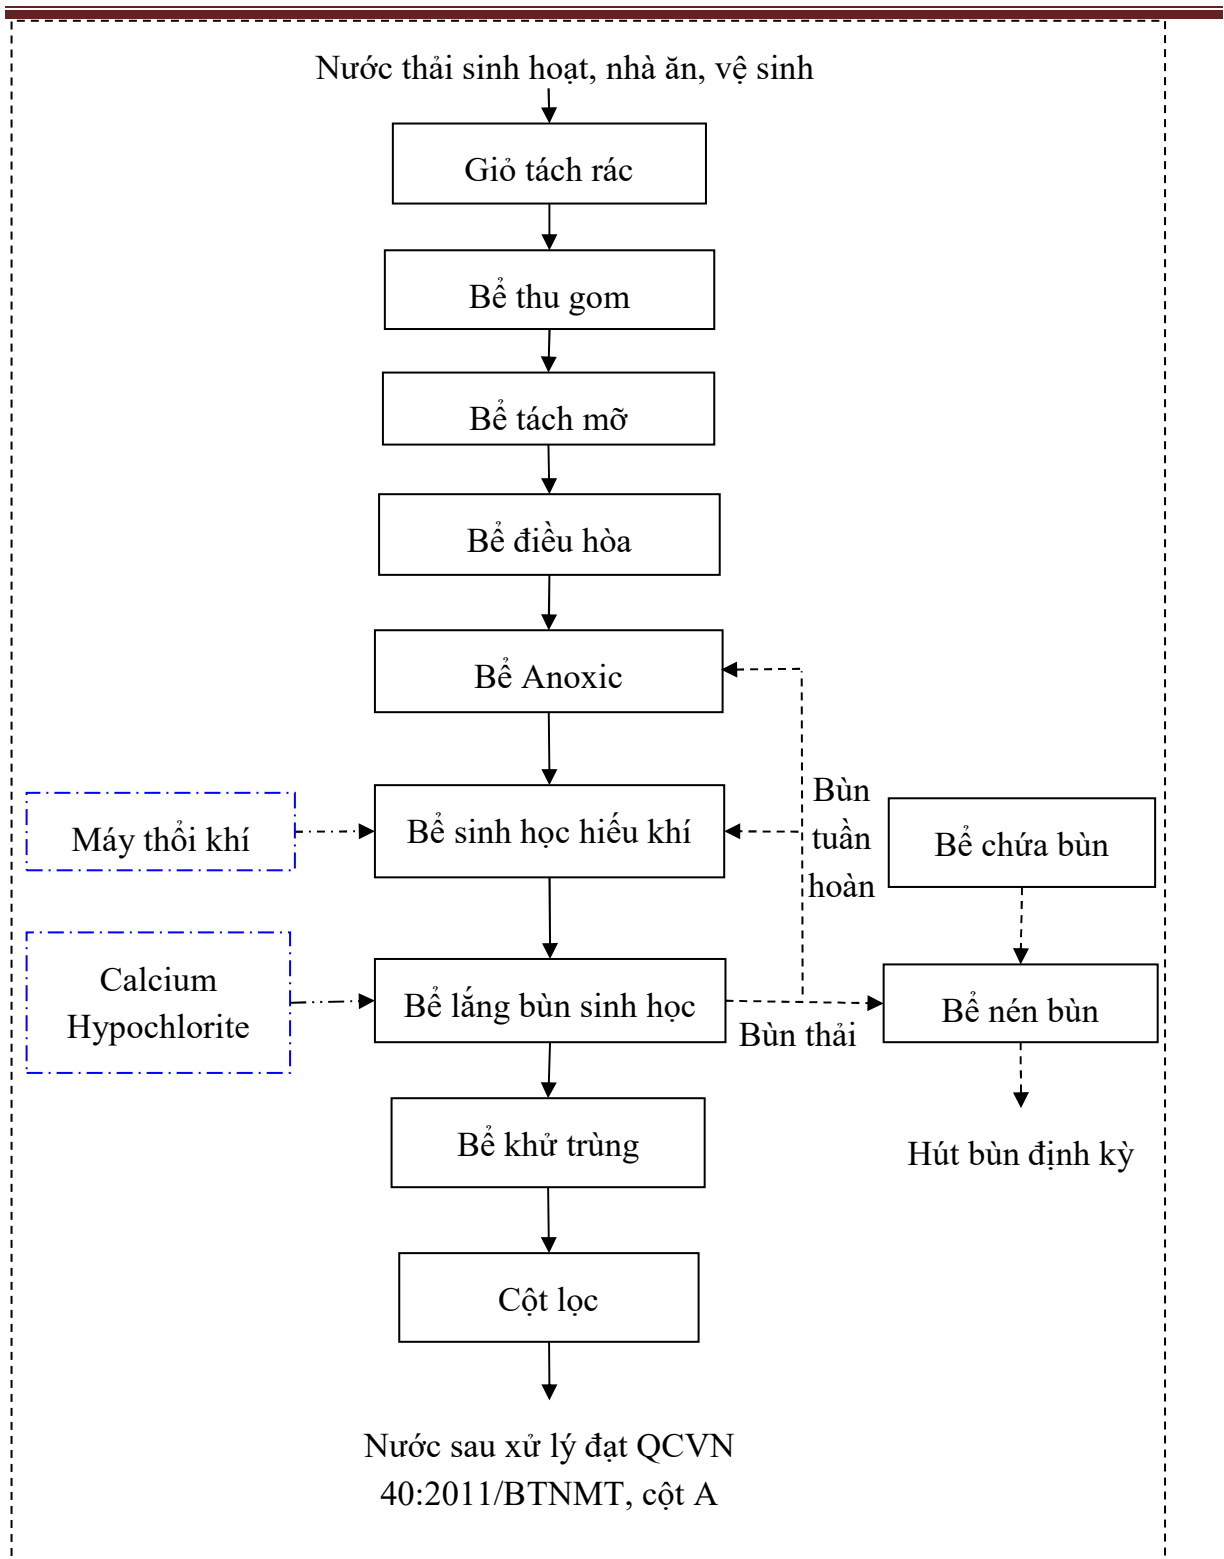 Nước thải sinh hoạt, nhà ăn, vệ sinh
Giỏ tách rác
Bể thu gom
Bể tách mỡ
Bể điều hòa
Bể Anoxic
Máy thổi khí
Bể sinh học hiếu khí
Bùn
tuần
hoàn
Bể chứa bùn
Calcium
Hypochlorite
Bể lắng bùn sinh học
Bùn thải
Bể nén bùn
Bể khử trùng
Hút bùn định kỳ
Cột lọc
Nước sau xử lý đạt QCVN
40:2011/BTNMT, cột A